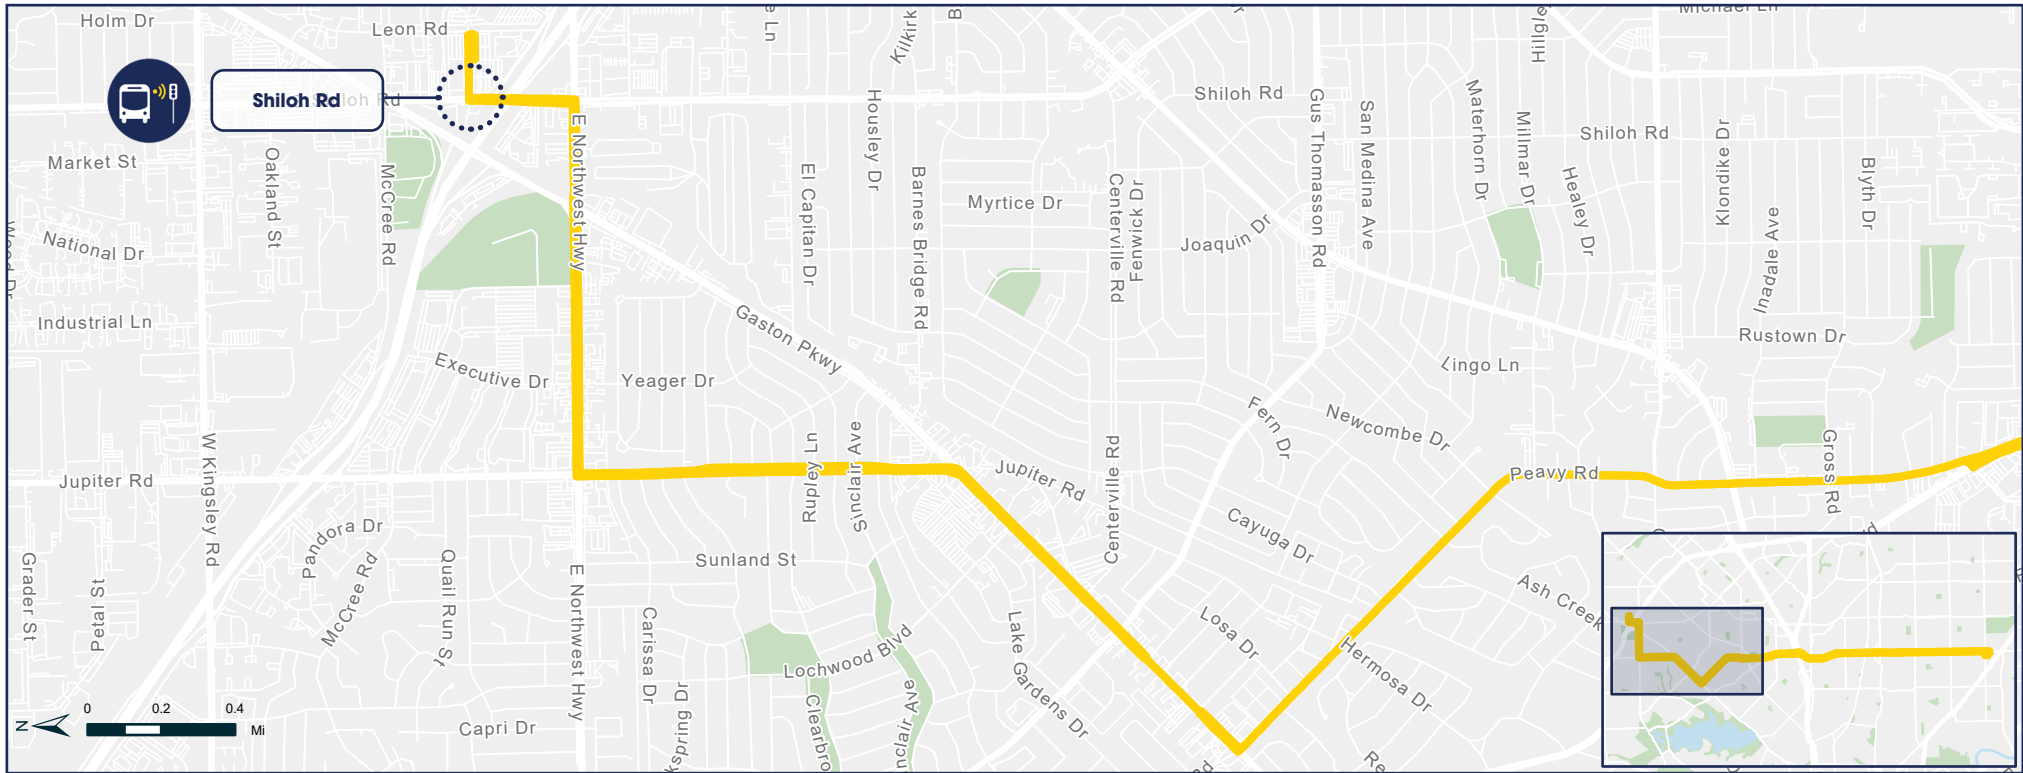 Holm Dr
Leon Rd
Michael Ln
Shiloh Rd
Shiloh Rd
Shiloh Rd
Market St
Oakland St
McCree Rd
E Northwest Hwy
Housley Dr
El Capitan Dr
Barnes Bridge Rd
Myrtice Dr
Centerville Rd
Fenwick Dr
Joaquin Dr
Gus Thomasson Rd
San Medina Ave
Materhorn Dr
Millmar Dr
Healey Dr
Klondike Dr
Inadale Ave
Blyth Dr
National Dr
Industrial Ln
Executive Dr
Yeager Dr
Gaston Pkwy
Rustown Dr
Lingo Ln
Newcombe Dr
Fern Dr
Gross Rd
Peavy Rd
Jupiter Rd
W Kingsley Rd
Rupley Ln
Sinclair Ave
Jupiter Rd
Centerville Rd
Cayuga Dr
Pandora Dr
McCree Rd
Quail Run St
Sunland St
E Northwest Hwy
Carissa Dr
Grader St
Petal St
Lochwood Blvd
Lake Gardens Dr
Losa Dr
Hermosa Dr
Ash Creek
Capri Dr
N
0 0.2 0.4
Mi